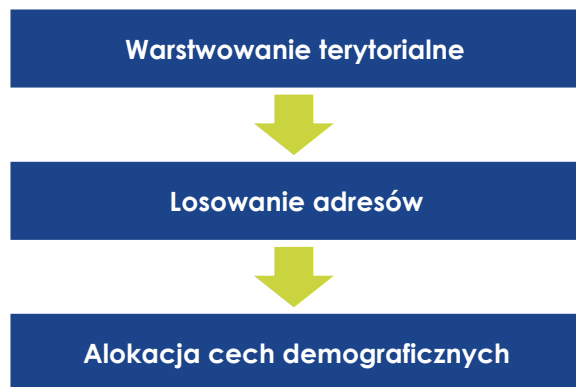 Warstwowanie terytorialne
Losowanie adresów
Alokacja cech demograficznych